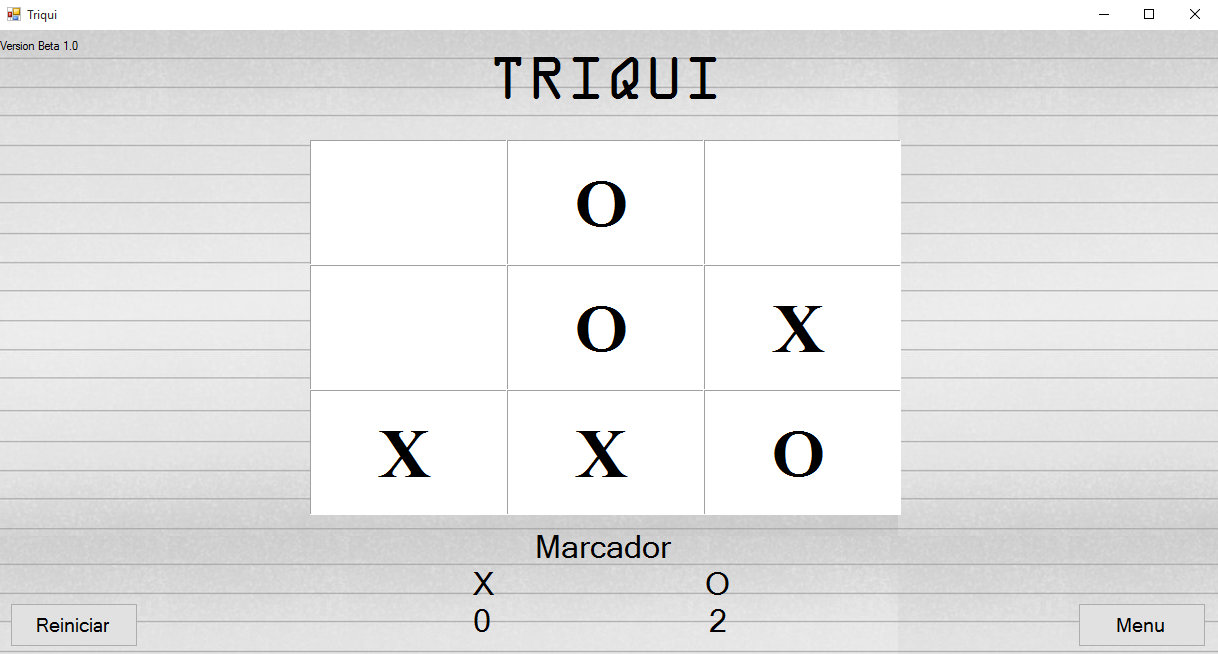 Triqui
Version Beta 1.0
TRIQUI
O
O X
X X O
Marcador
X O
0 2
Reiniciar Menu